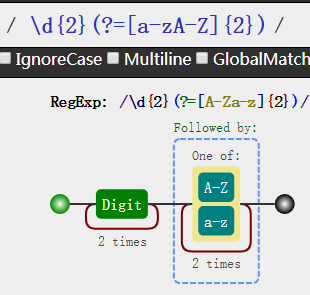 / \d{2}(?=[a-zA-Z]{2}) /
IgnoreCase Multiline GlobalMatch
RegExp: /\d{2}(?=[A-Za-z]{2})/
Followed by:
One of:
Digit
A-Z
a-z
2 times
2 times